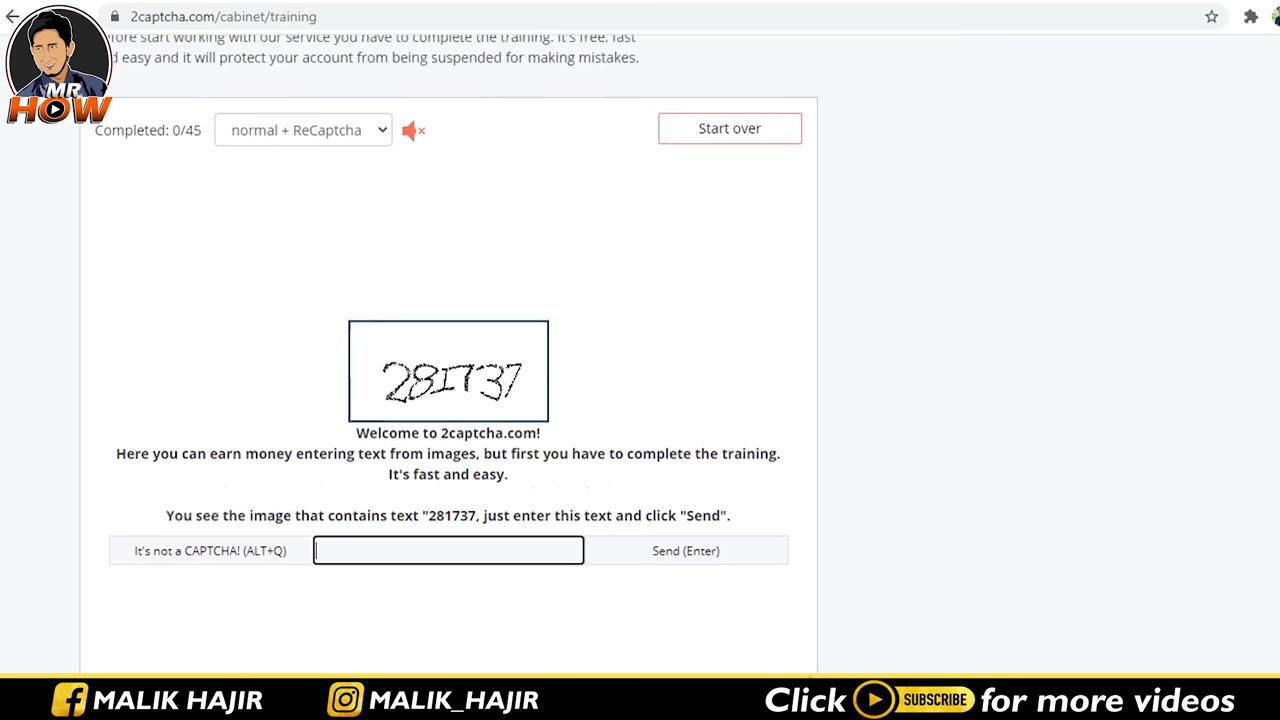 2captcha.com/cabinet/training
ore start working with our service you have to complete the training. It's free, fast
d easy and it will protect your account from being suspended for making mistakes.
MR
HOW
Completed: 0/45
normal + ReCaptcha
Start over
281737
Welcome to 2captcha.com!
Here you can earn money entering text from images, but first you have to complete the training.
It's fast and easy.
You see the image that contains text "281737, just enter this text and click "Send".
It's not a CAPTCHA! (ALT+Q)
Send (Enter)
MALIK HAJIR
MALIK_HAJIR
Click SUBSCRIBE for more videos